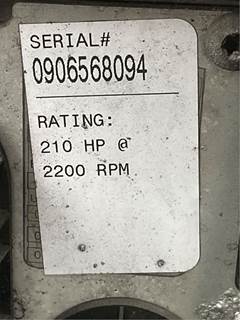 SERIAL#
0906568094
RATING:
210 HP @
2200 RPM